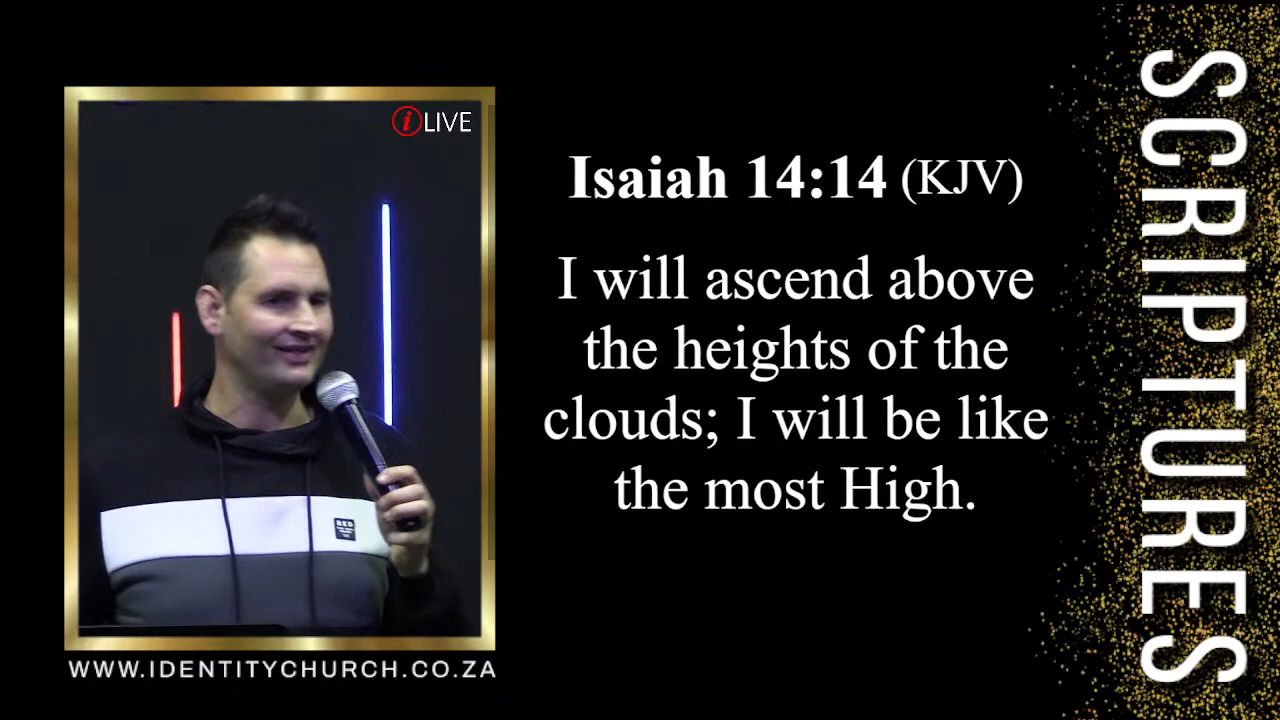 i LIVE
Isaiah 14:14 (KJV)
I will ascend above
the heights of the
clouds; I will be like
the most High.
WWW.IDENTITYCHURCH.CO.ZA
SCRIPTURES
RED